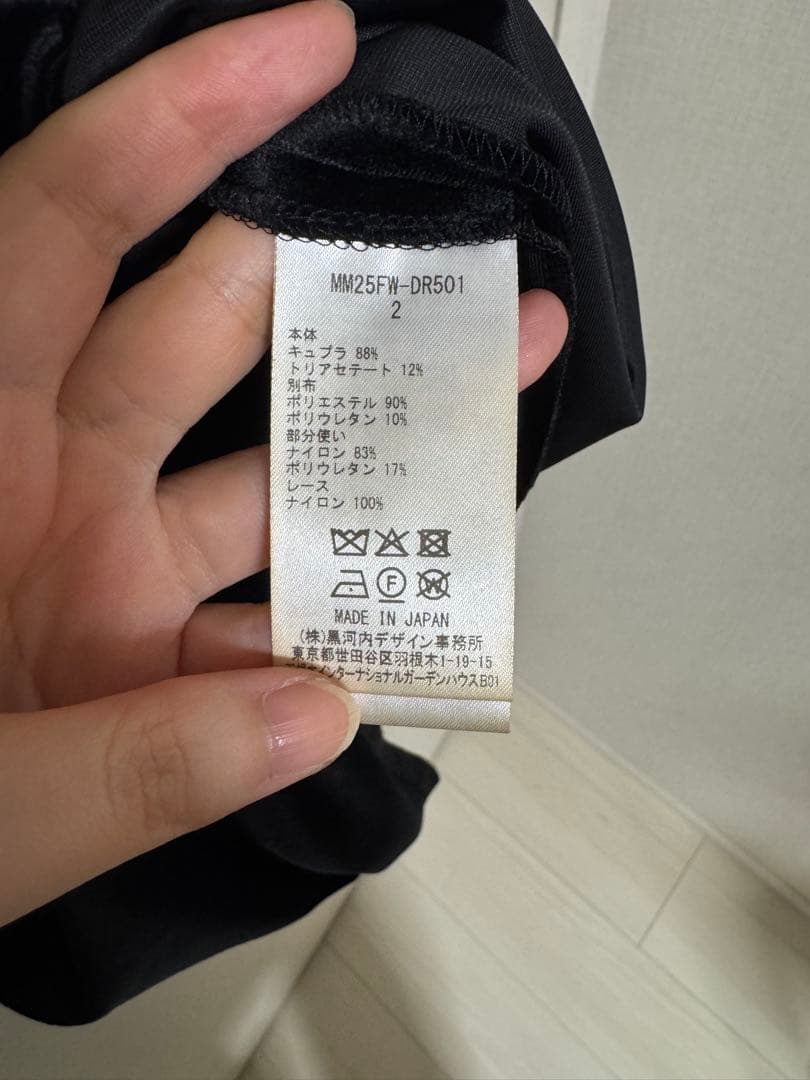 MM25FW-DR501
2
本体
キュプラ 88%
トリアセテート 12%
別布
ポリエステル 90%
ポリウレタン 10%
部分使い
ナイロン 83%
ポリウレタン 17%
レース
ナイロン 100%
F
W
MADE IN JAPAN
(株)黒河内デザイン事務所
東京都世田谷区羽根木1-19-15
インターナショナルガーデンハウスB01